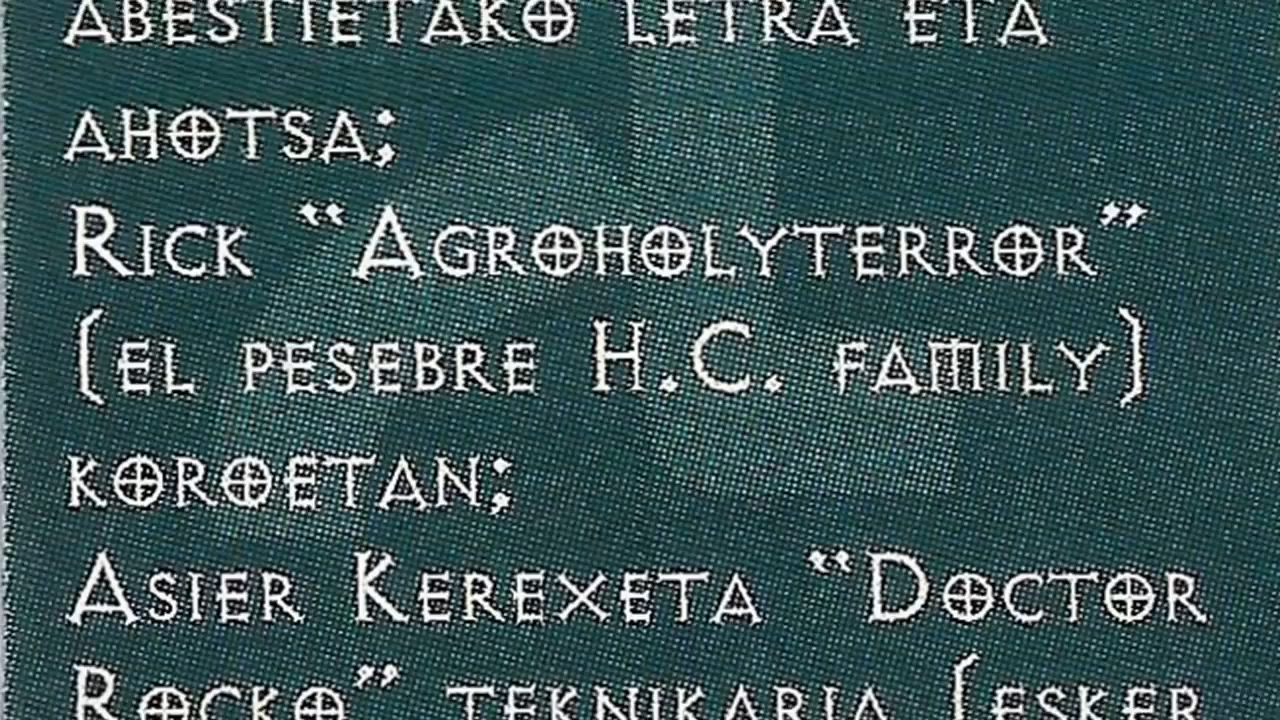 ABESTIETAKO LETRA ETA
AHOTSA;
RICK “AGROHOLYTERROR”
(EL PESEBRE H.C. FAMILY)
KOROETAN;
ASIER KEREXETA “DOCTOR
ROCKO” TEKNIKARIA (ESKER